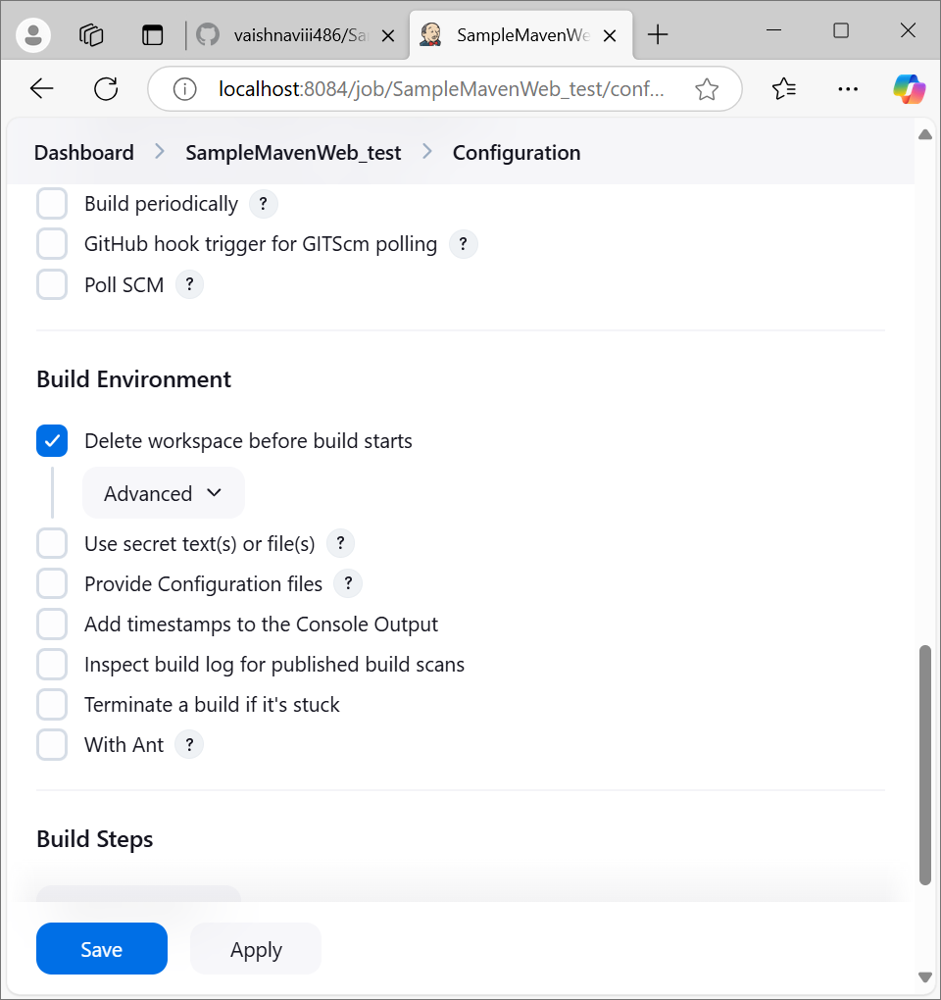 vaishnaviii486/Sa
SampleMavenWe
localhost:8084/job/SampleMavenWeb_test/conf...
Dashboard > SampleMavenWeb_test > Configuration
Build periodically ?
GitHub hook trigger for GITScm polling ?
Poll SCM ?
Build Environment
Delete workspace before build starts
Advanced
Use secret text(s) or file(s) ?
Provide Configuration files ?
Add timestamps to the Console Output
Inspect build log for published build scans
Terminate a build if it's stuck
With Ant ?
Build Steps
Save Apply